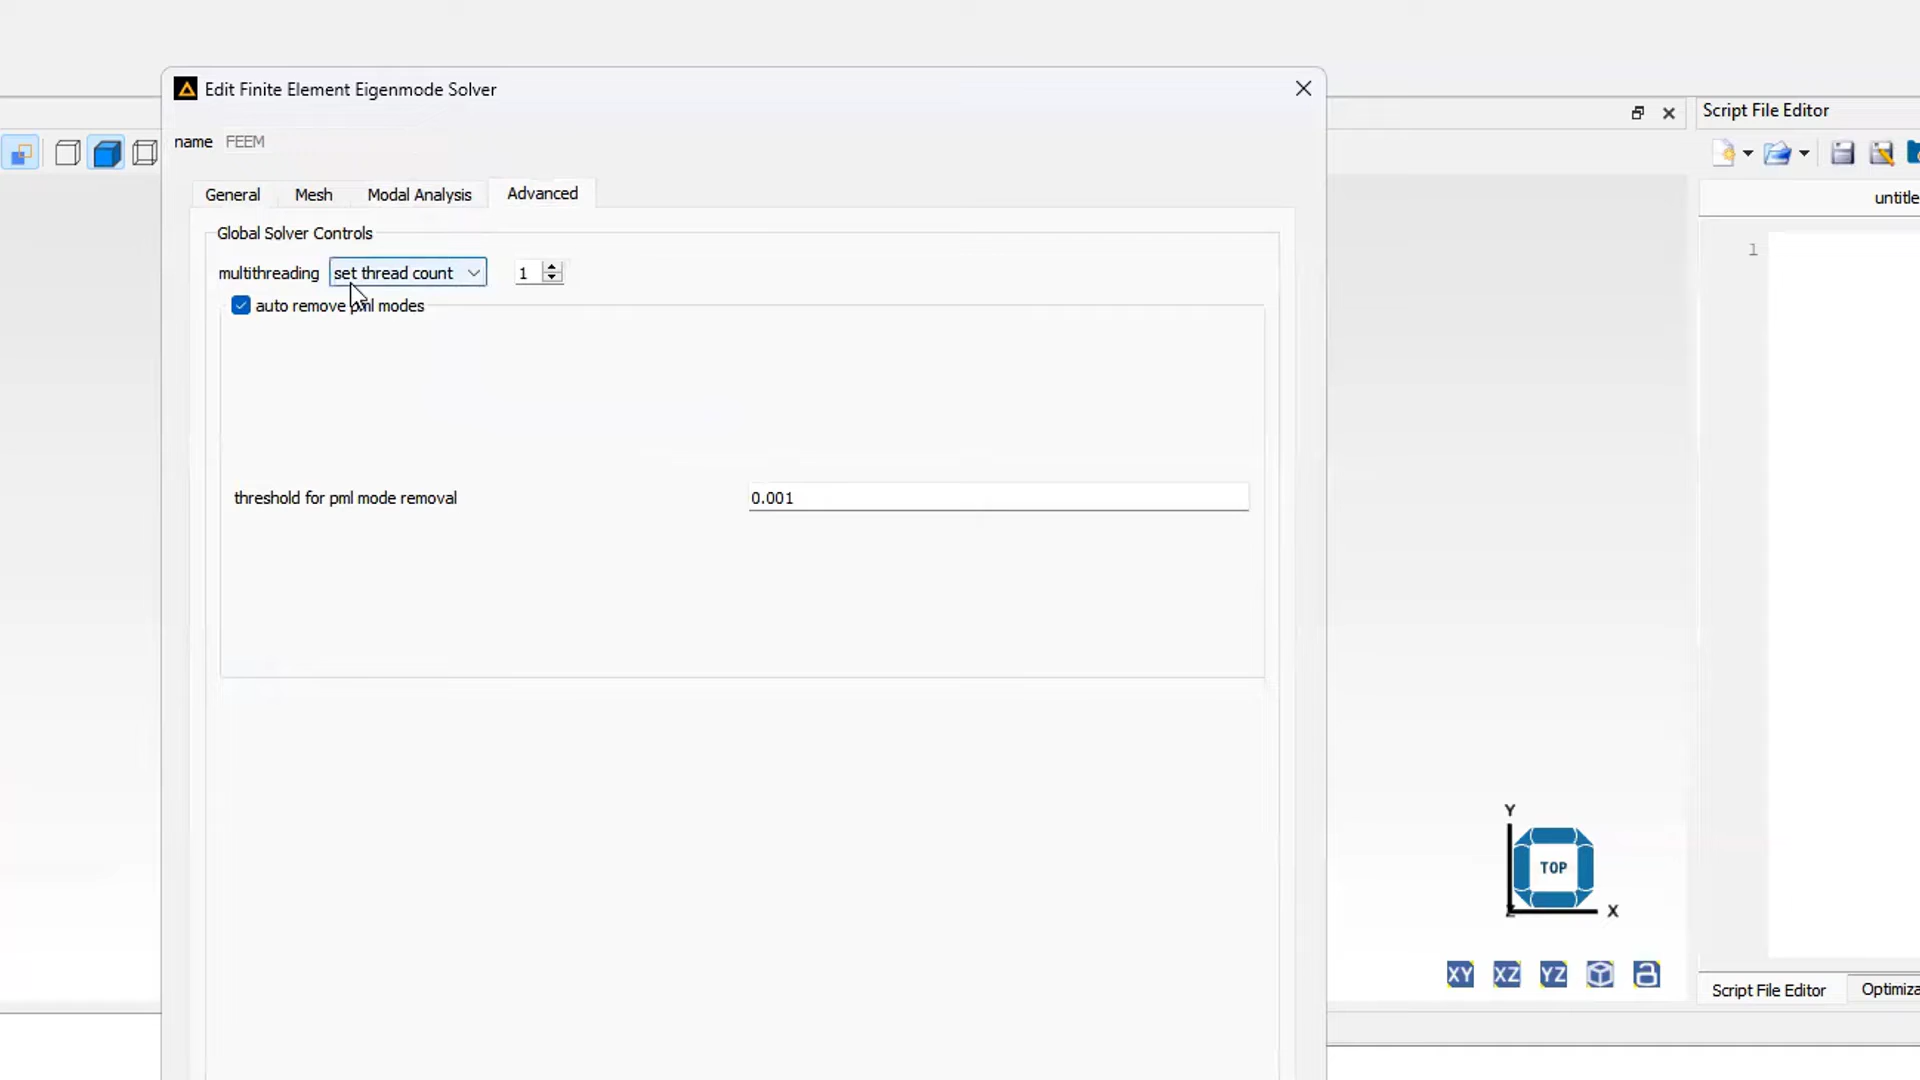 Edit Finite Element Eigenmode Solver
Script File Editor
name FEEM
General Mesh Modal Analysis Advanced
untitle
Global Solver Controls
1
multithreading set thread count 1
auto remove pml modes
threshold for pml mode removal 0.001
Y
TOP
X
Z
XY XZ YZ
Script File Editor Optimiza